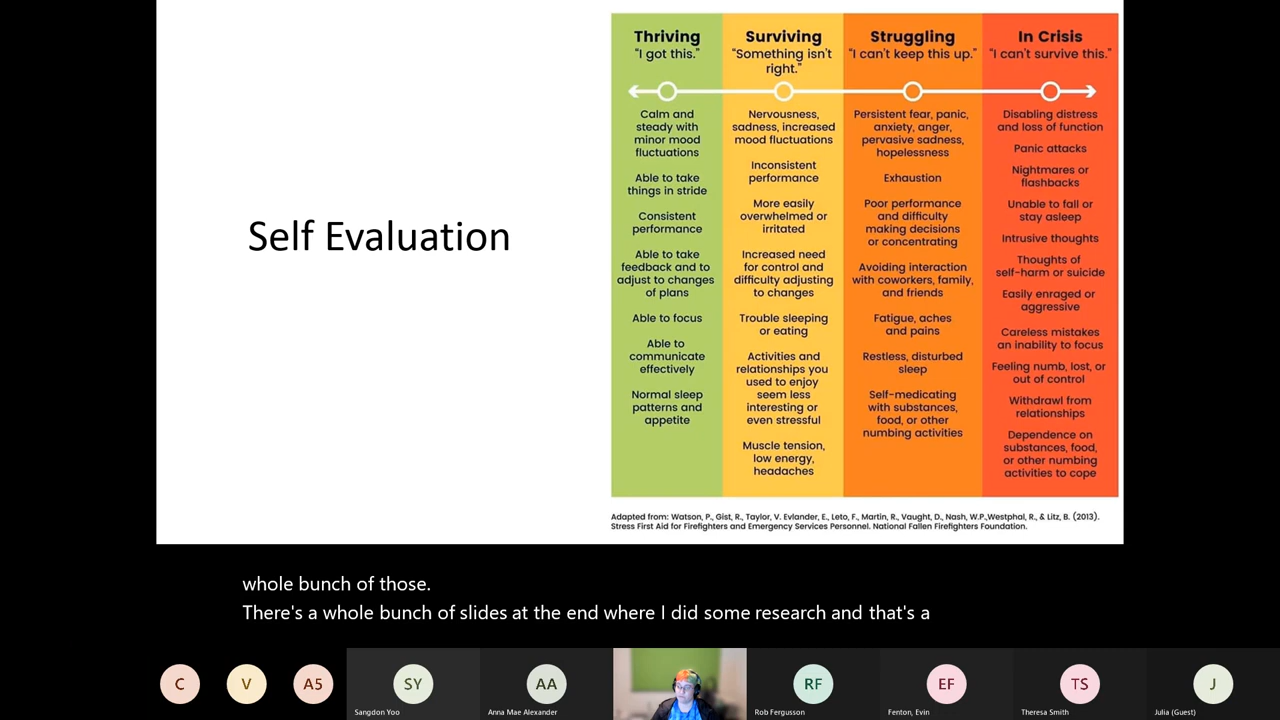 Self Evaluation
Thriving
"I got this."
Calm and
steady with
minor mood
fluctuations
Able to take
things in stride
Consistent
performance
Able to take
feedback and to
adjust to changes
of plans
Able to focus
Able to
communicate
effectively
Normal sleep
patterns and
appetite
Surviving
"Something isn't
right."
Nervousness,
sadness, increased
mood fluctuations
Inconsistent
performance
More easily
overwhelmed or
irritated
Increased need
for control and
difficulty adjusting
to changes
Trouble sleeping
or eating
Activities and
relationships you
used to enjoy
seem less
interesting or
even stressful
Muscle tension,
low energy,
headaches
Struggling
"I can't keep this up."
Persistent fear, panic,
anxiety, anger,
pervasive sadness,
hopelessness
Exhaustion
Poor performance
and difficulty
making decisions
or concentrating
Avoiding interaction
with coworkers, family,
and friends
Fatigue, aches
and pains
Restless, disturbed
sleep
Self-medicating
with substances,
food, or other
numbing activities
In Crisis
"I can't survive this."
Disabling distress
and loss of function
Panic attacks
Nightmares or
flashbacks
Unable to fall or
stay asleep
Intrusive thoughts
Thoughts of
self-harm or suicide
Easily enraged or
aggressive
Careless mistakes
an inability to focus
Feeling numb, lost, or
out of control
Withdrawl from
relationships
Dependence on
substances, food,
or other numbing
activities to cope
Adapted from: Watson, P., Gist, R., Taylor, V. Evlander, E., Leto, F., Martin, R., Vaught, D., Nash, W.P.,Westphal, R., & Litz, B. (2013).
Stress First Aid for Firefighters and Emergency Services Personnel. National Fallen Firefighters Foundation.
whole bunch of those.
There's a whole bunch of slides at the end where I did some research and that's a
C
V
A5
SY
Sangdon Yoo
AA
Anna Mae Alexander
RF
Rob Fergusson
EF
Fenton, Evin
TS
Theresa Smith
J
Julia (Guest)